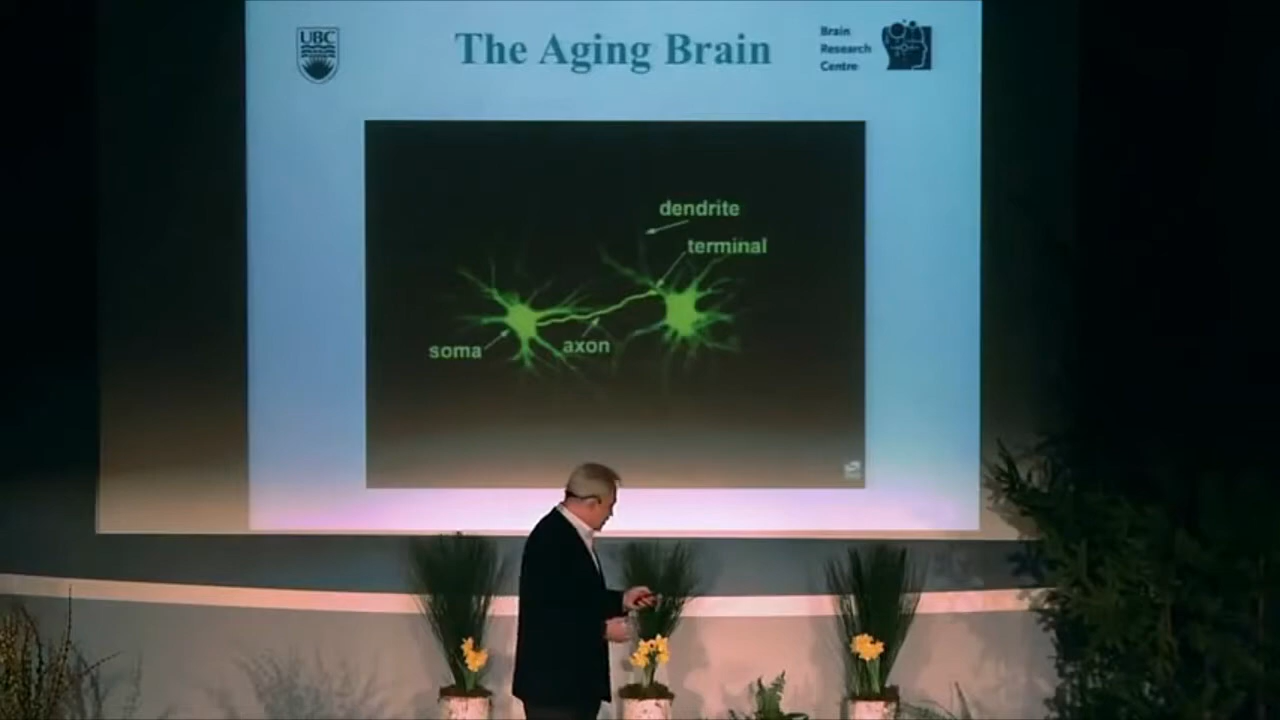 UBC
The Aging Brain
Brain
Research
Centre
dendrite
terminal
soma
axon